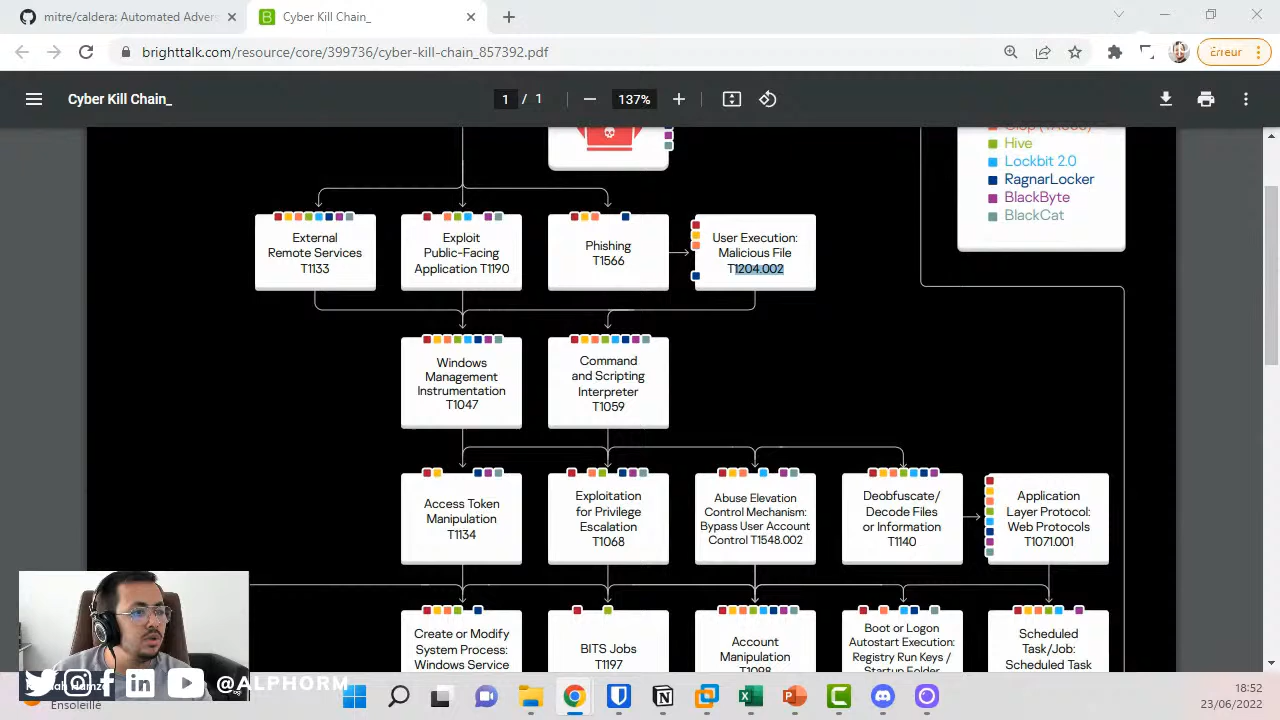 mitre/caldera: Automated Adver
Cyber Kill Chain_
brighttalk.com/resource/core/399736/cyber-kill-chain_857392.pdf
Erreur
Cyber Kill Chain_
1 / 1
137%
Hive
Lockbit 2.0
RagnarLocker
BlackByte
BlackCat
External
Remote Services
T1133
Exploit
Public-Facing
Application T1190
Phishing
T1566
User Execution:
Malicious File
T1204.002
Windows
Management
Instrumentation
T1047
Command
and Scripting
Interpreter
T1059
Access Token
Manipulation
T1134
Exploitation
for Privilege
Escalation
T1068
Abuse Elevation
Control Mechanism:
Bypass User Account
Control T1548.002
Deobfuscate/
Decode Files
or Information
T1140
Application
Layer Protocol:
Web Protocols
T1071.001
Create or Modify
System Process:
Windows Service
BITS Jobs
T1197
Account
Manipulation
T1098
Boot or Logon
Autostart Execution:
Registry Run Keys /
Startup Folder
Scheduled
Task/Job:
Scheduled Task
@ALPHORM
Ensoleillé
18:52
23/06/2022